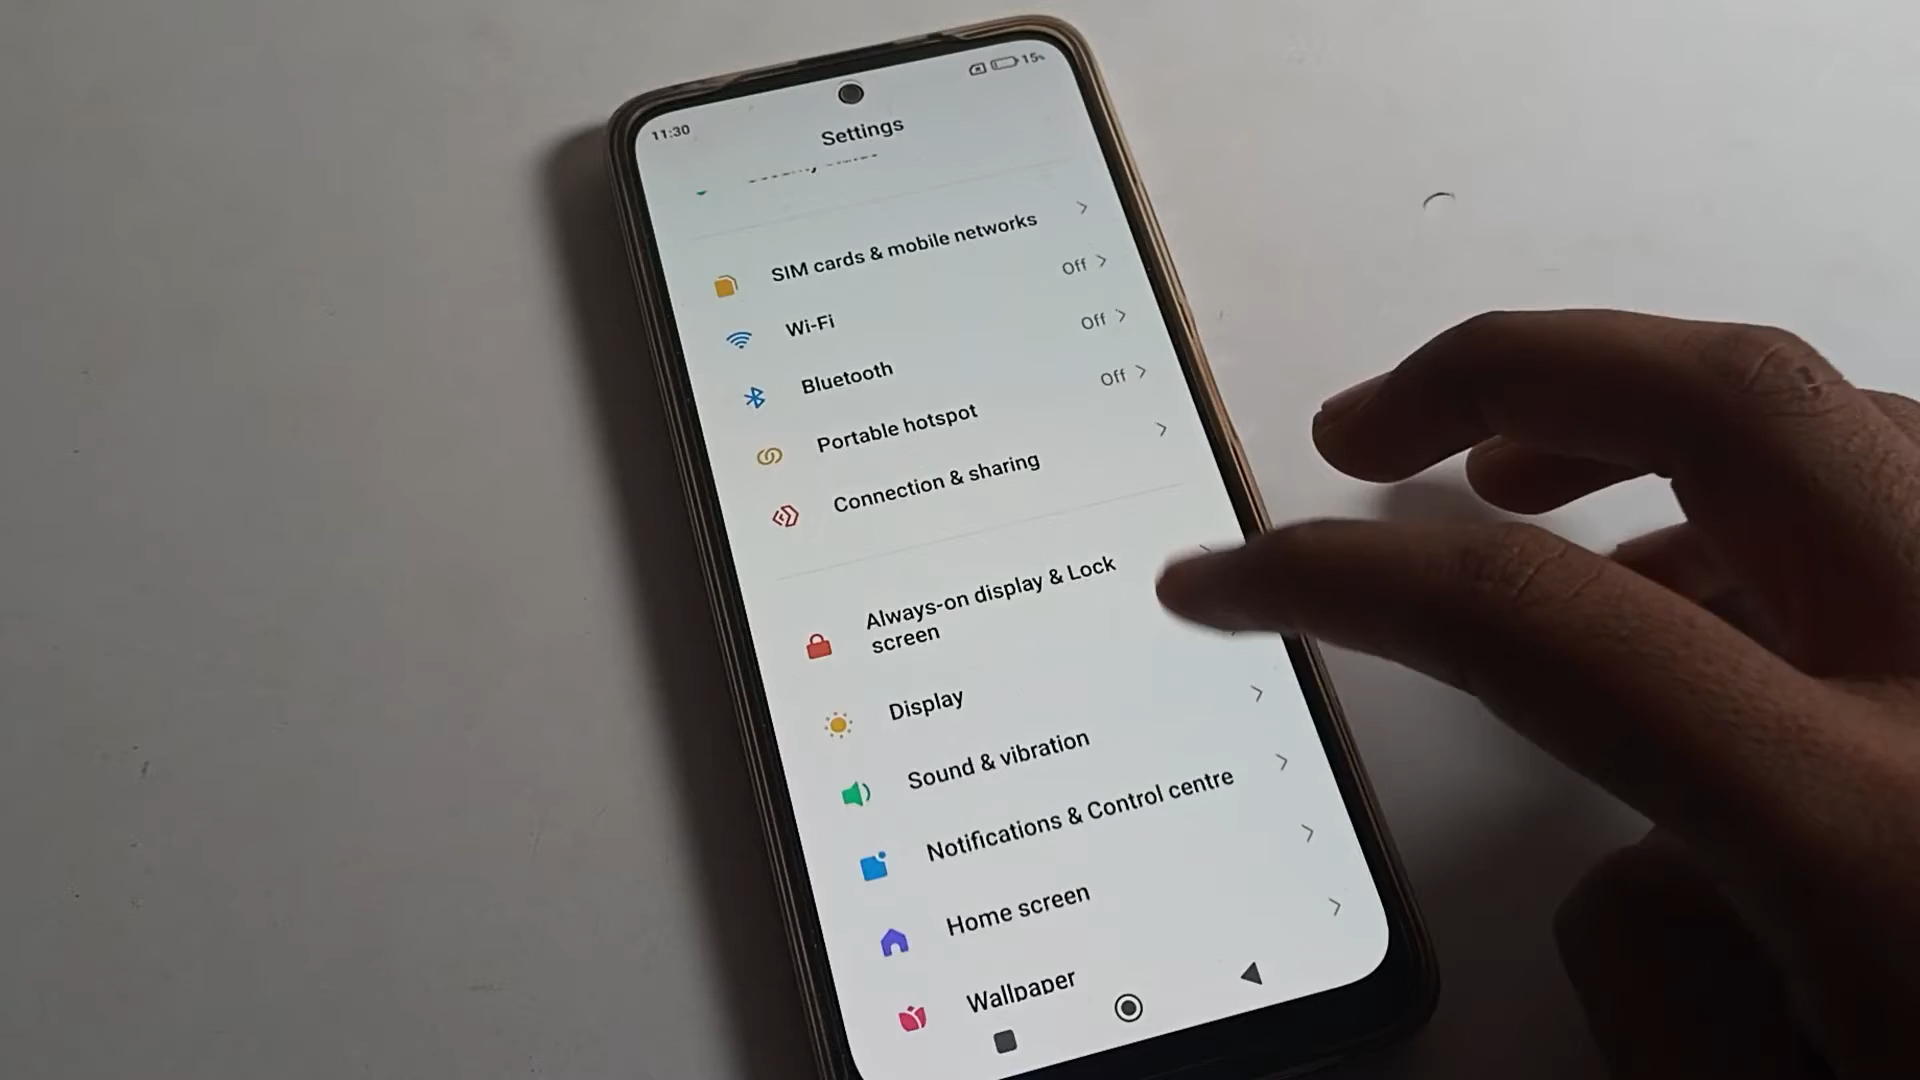 11:30
15%
Settings
SIM cards & mobile networks
Wi-Fi
Off
Bluetooth
Off
Portable hotspot
Off
Connection & sharing
Always-on display & Lock
screen
Display
Sound & vibration
Notifications & Control centre
Home screen
Wallpaper